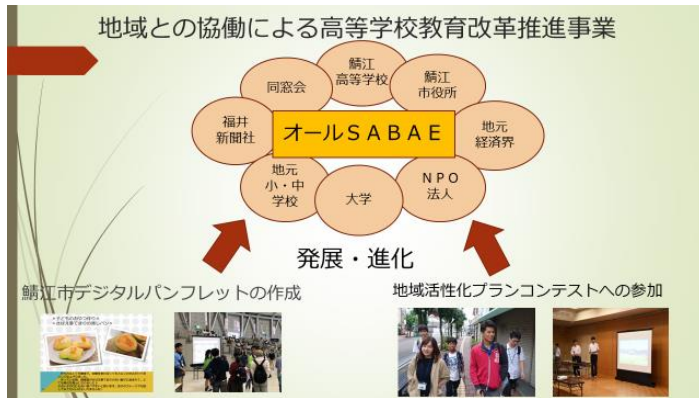 地域との協働による高等学校教育改革推進事業
鯖江
高等学校
同窓会
鯖江
市役所
福井
新聞社
オールＳＡＢＡＥ
地元
経済界
地元
小・中
学校
大学
ＮＰＯ
法人
発展・進化
鯖江市デジタルパンフレットの作成
地域活性化プランコンテストへの参加